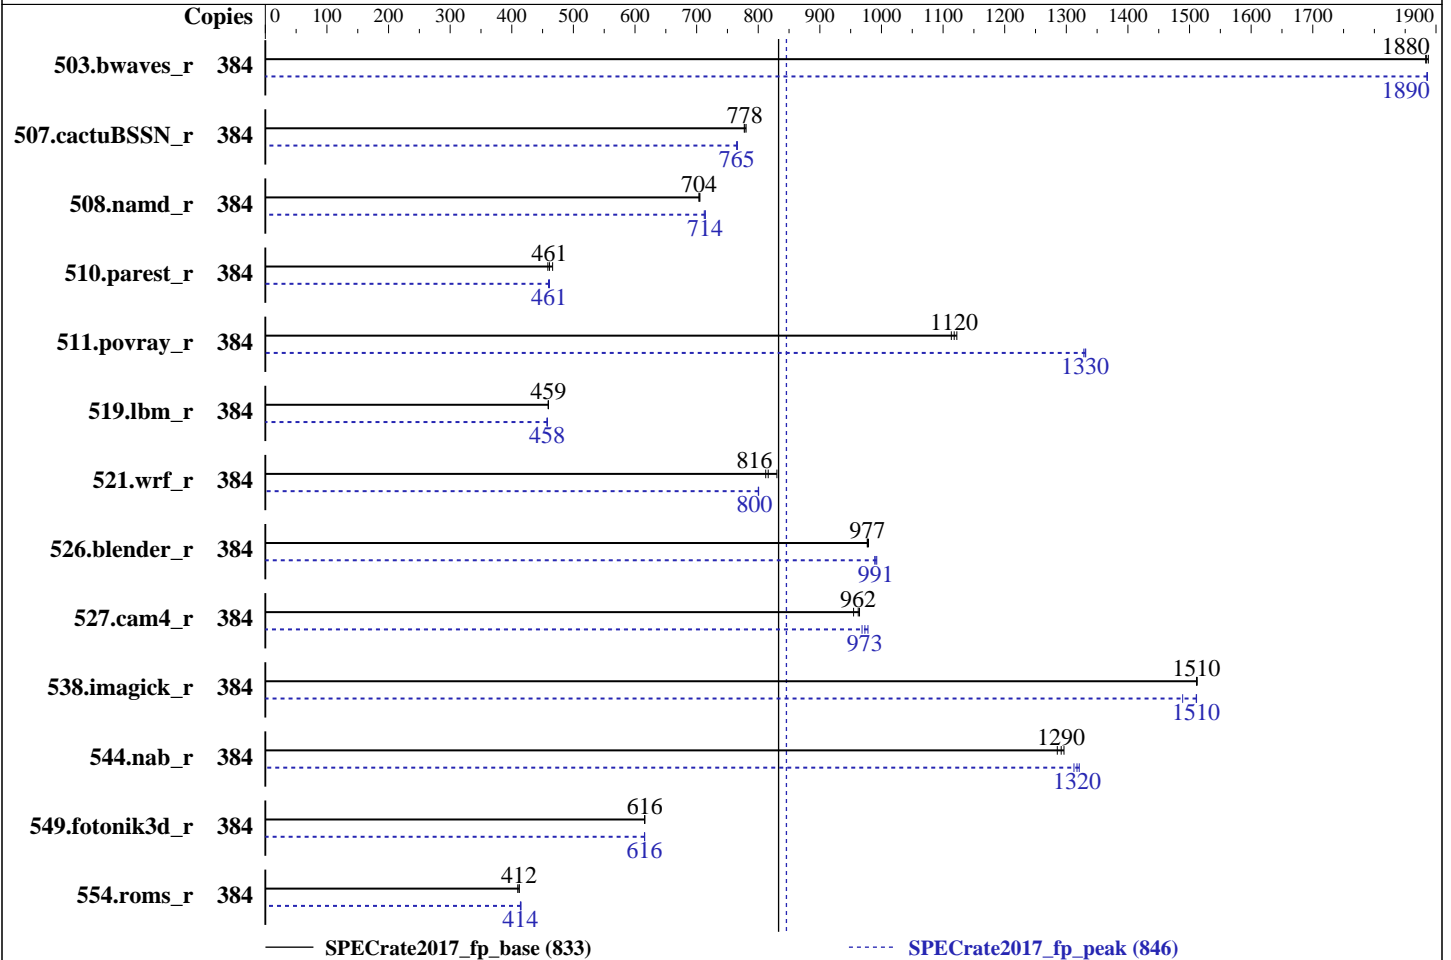 Copies 0 100 200 300 400 500 600 700 800 900 1000 1100 1200 1300 1400 1500 1600 1700 1900
1880
503.bwaves_r 384
1890
778
507.cactuBSSN_r 384
765
704
508.namd_r 384
714
461
510.parest_r 384
461
1120
511.povray_r 384
1330
459
519.lbm_r 384
458
816
521.wrf_r 384
800
977
526.blender_r 384
991
962
527.cam4_r 384
973
1510
538.imagick_r 384
1510
1290
544.nab_r 384
1320
616
549.fotonik3d_r 384
616
412
554.roms_r 384
414
SPECrate2017_fp_base (833) SPECrate2017_fp_peak (846)